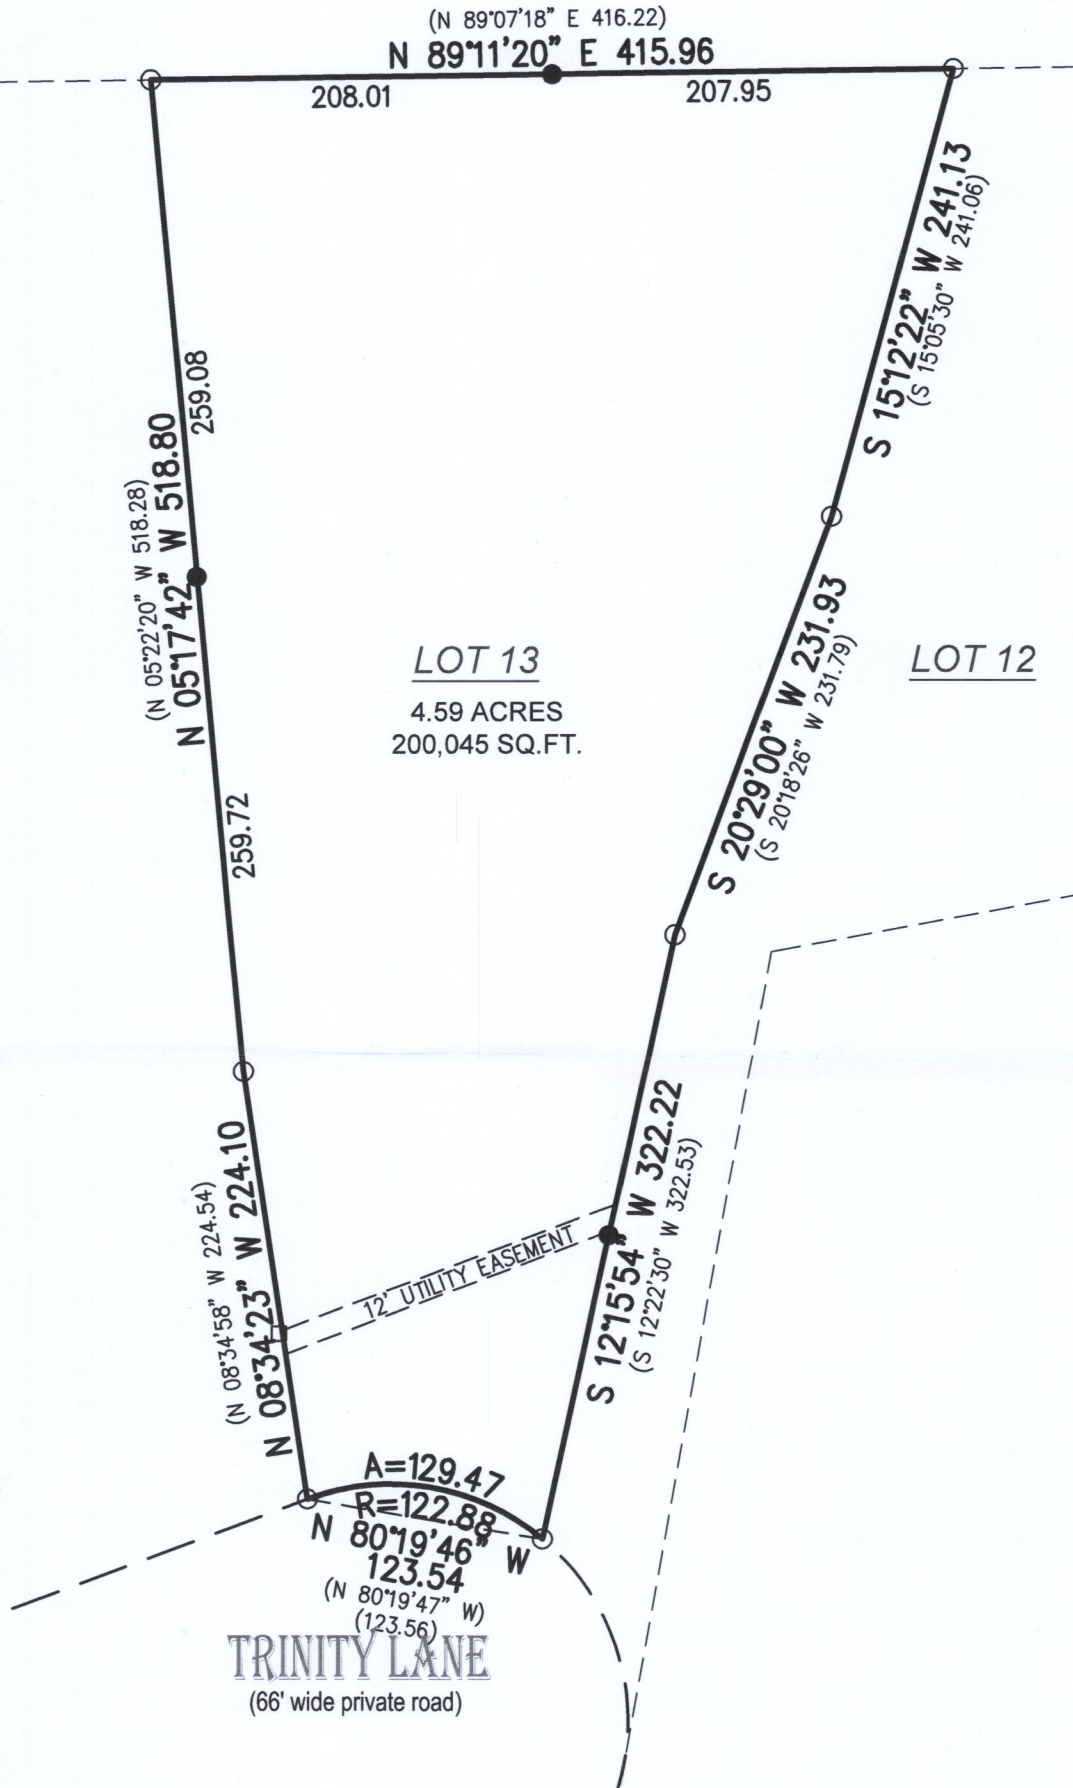 (N 89°07'18" E 416.22)
N 89°11'20" E 415.96
208.01
207.95
S 15°12'22" W 241.13
(S 15°05'30" W 241.06)
259.08
N 05°17'42" W 518.80
(N 05°22'20" W 518.28)
S 20°29'00" W 231.93
(S 20°18'26" W 231.79)
LOT 13
4.59 ACRES
200,045 SQ.FT.
LOT 12
259.72
N 08°34'23" W 224.10
(N 08°34'58" W 224.54)
S 12°15'54" W 322.22
(S 12°22'30" W 322.53)
12' UTILITY EASEMENT
A=129.47
R=122.88
N 80°19'46" W
123.54
(N 80°19'47" W)
(123.56)
TRINITY LANE
(66' wide private road)